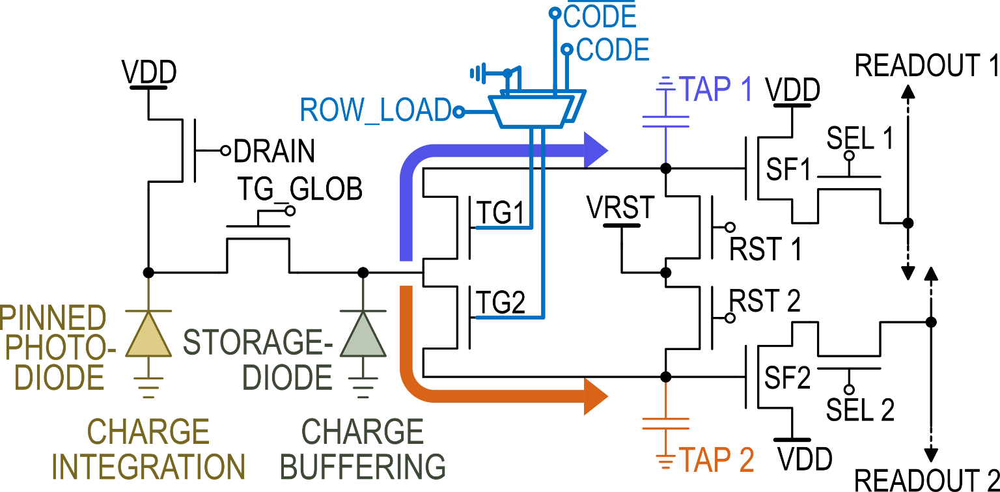 C̅O̅D̅E̅
CODE
VDD
READOUT 1
TAP 1
VDD
ROW_LOAD
SEL 1
DRAIN
SF1
TG_GLOB
TG1
VRST
RST 1
TG2
RST 2
PINNED
PHOTO-
DIODE
STORAGE-
DIODE
SF2
SEL 2
CHARGE
INTEGRATION
CHARGE
BUFFERING
TAP 2
VDD
READOUT 2